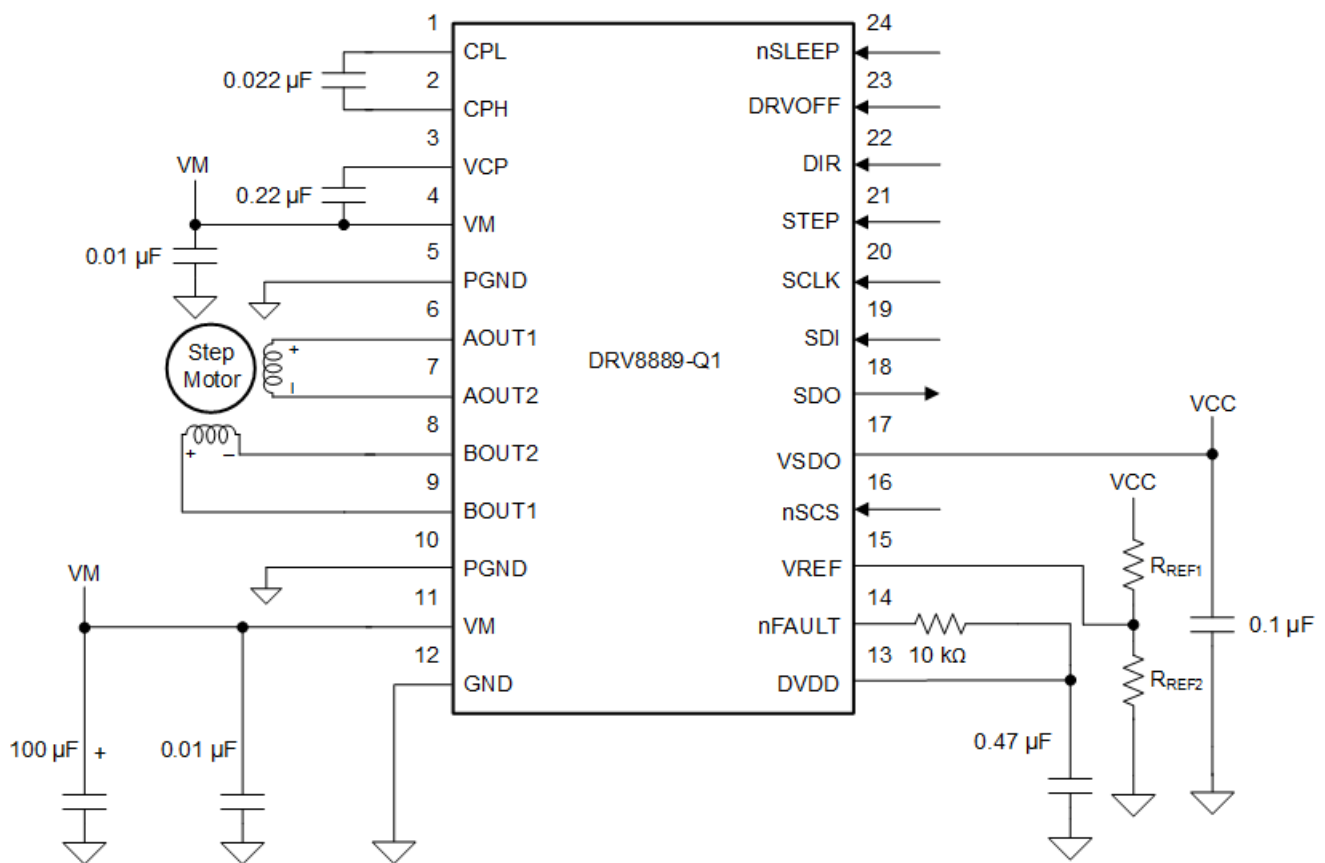 1
CPL
2
0.022 µF
CPH
3
VM
VCP
0.22 µF
4
VM
0.01 µF
5
PGND
6
AOUT1
+
Step
Motor
7
–
AOUT2
8
BOUT2
+ –
9
BOUT1
10
PGND
VM
11
VM
12
GND
100 µF +
0.01 µF
DRV8889-Q1
24
nSLEEP
23
DRVOFF
22
DIR
21
STEP
20
SCLK
19
SDI
18
SDO
17
VCC
VSDO
16
VCC
nSCS
15
VREF
RREF1
14
nFAULT
10 kΩ
0.1 µF
13
DVDD
RREF2
0.47 µF